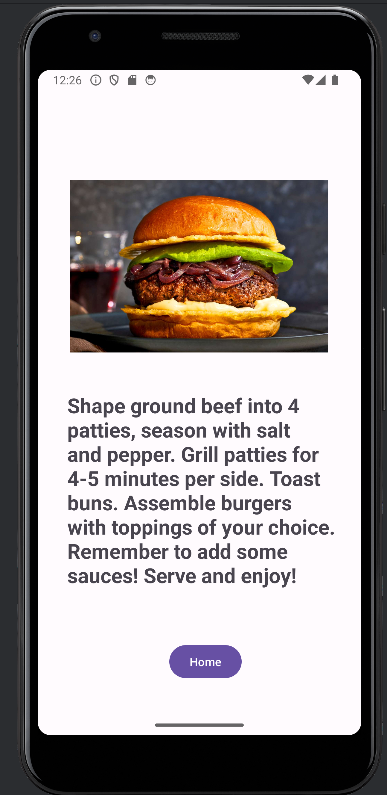 12:26
Shape ground beef into 4
patties, season with salt
and pepper. Grill patties for
4-5 minutes per side. Toast
buns. Assemble burgers
with toppings of your choice.
Remember to add some
sauces! Serve and enjoy!
Home